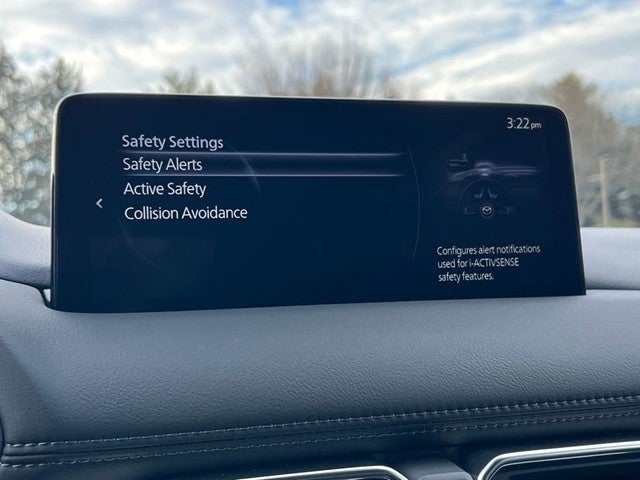 3:22pm
Safety Settings
Safety Alerts
Active Safety
Collision Avoidance
Configures alert notifications
used for i-ACTIVSENSE
safety features.